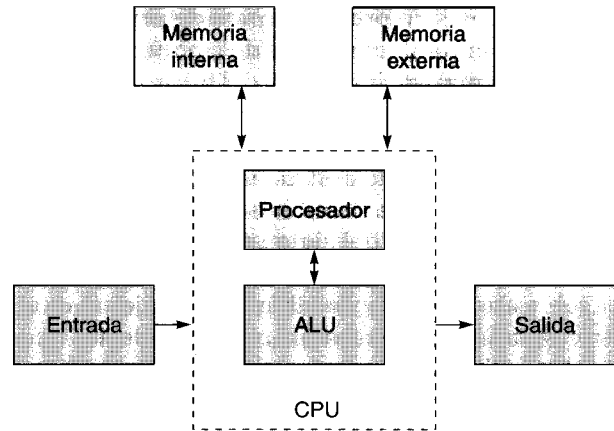 Memoria
interna
Memoria
externa
Procesador
Entrada
ALU
Salida
CPU